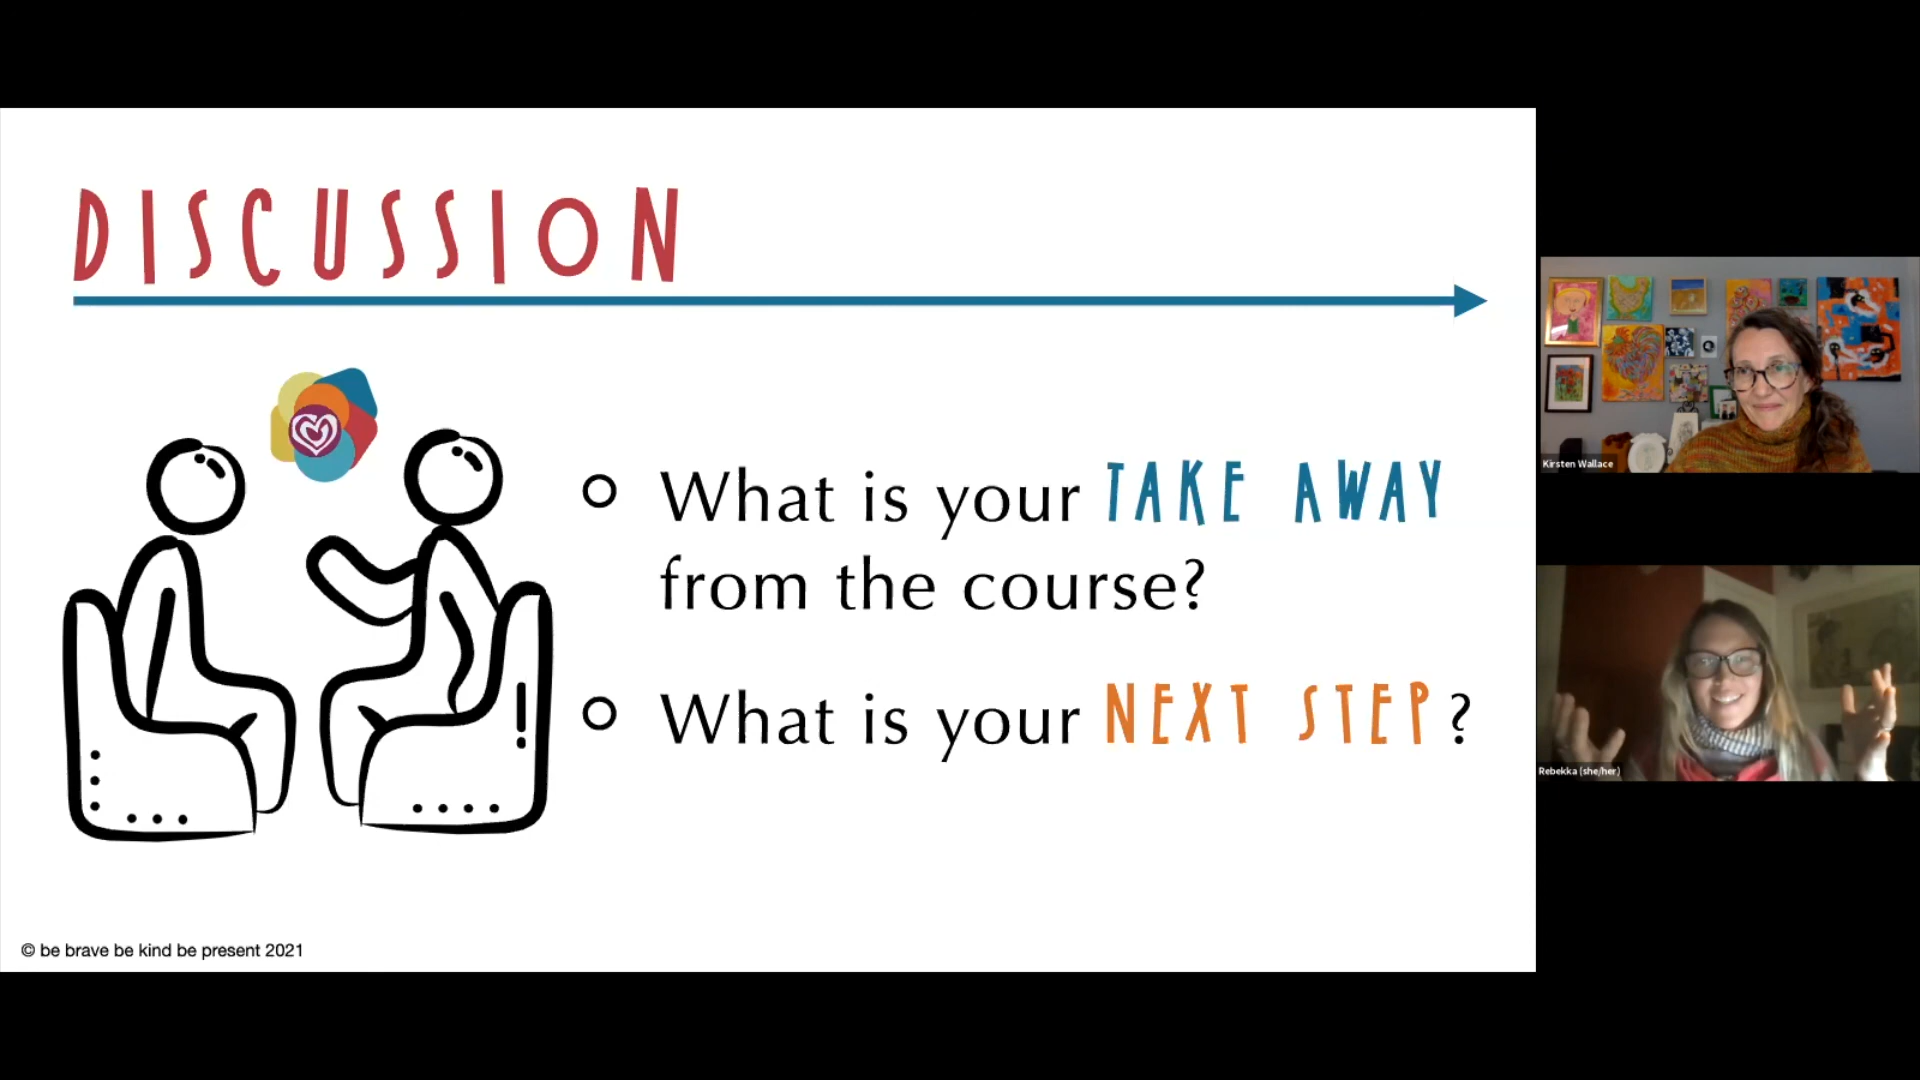 DISCUSSION
What is your TAKE AWAY
from the course?
What is your NEXT STEP?
© be brave be kind be present 2021
Kirsten Wallace
Rebekka (she/her)